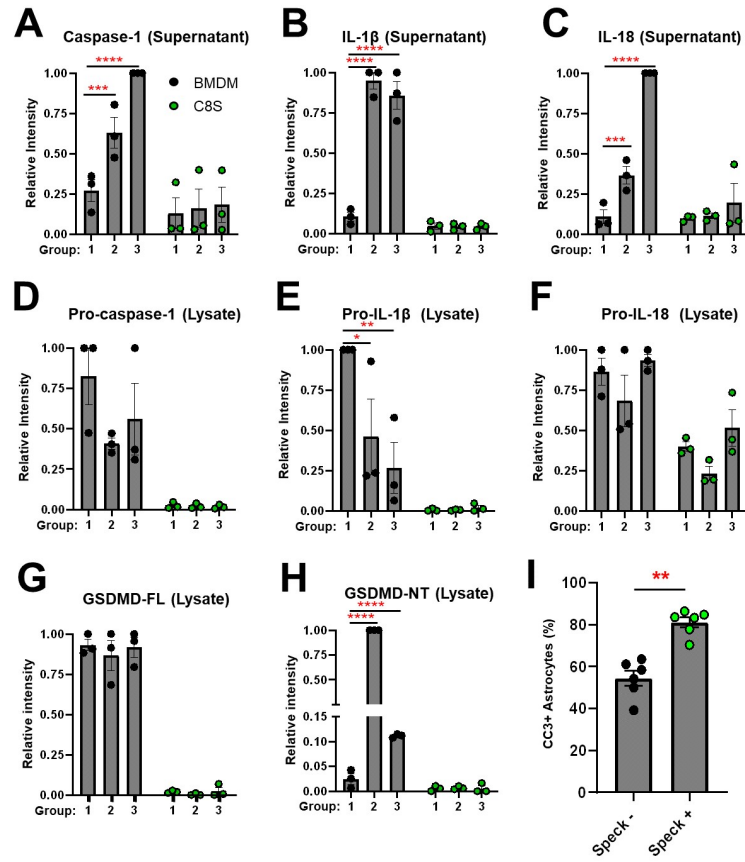 A
Caspase-1 (Supernatant)
****
***
BMDM
C8S
Relative Intensity
1.00
0.75
0.50
0.25
0.00
Group: 1 2 3 1 2 3
B
IL-1β (Supernatant)
****
****
Relative Intensity
1.00
0.75
0.50
0.25
0.00
Group: 1 2 3 1 2 3
C
IL-18 (Supernatant)
****
***
Relative Intensity
1.00
0.75
0.50
0.25
0.00
Group: 1 2 3 1 2 3
D
Pro-caspase-1 (Lysate)
Relative Intensity
1.00
0.75
0.50
0.25
0.00
Group: 1 2 3 1 2 3
E
Pro-IL-1β (Lysate)
**
*
Relative Intensity
1.00
0.75
0.50
0.25
0.00
Group: 1 2 3 1 2 3
F
Pro-IL-18 (Lysate)
Relative Intensity
1.00
0.75
0.50
0.25
0.00
Group: 1 2 3 1 2 3
G
GSDMD-FL (Lysate)
Relative intensity
1.00
0.75
0.50
0.25
0.00
Group: 1 2 3 1 2 3
H
GSDMD-NT (Lysate)
****
****
Relative intensity
1.00
0.75
0.50
0.15
0.10
0.05
0.00
Group: 1 2 3 1 2 3
I
**
CC3+ Astrocytes (%)
100
80
60
40
20
0
Speck -
Speck +